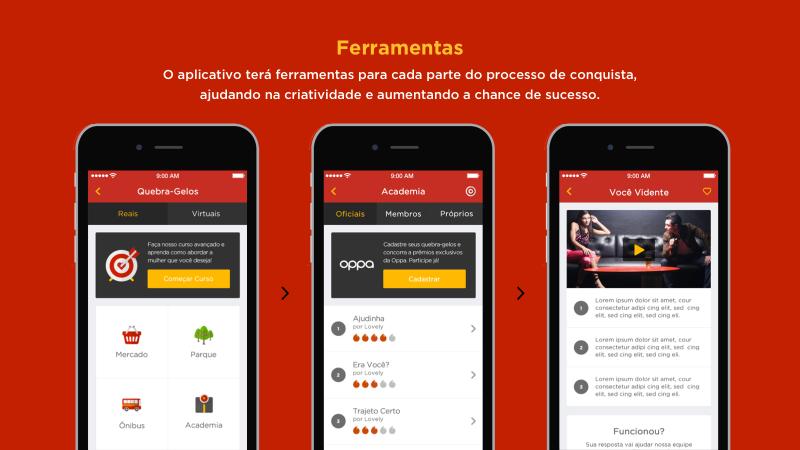 Ferramentas
O aplicativo terá ferramentas para cada parte do processo de conquista,
ajudando na criatividade e aumentando a chance de sucesso.
9:00 AM
Quebra-Gelos
Reais
Virtuais
Faça nosso curso avançado e
aprenda como abordar a
mulher que você deseja!
Começar Curso
Mercado
Parque
Ônibus
Academia
9:00 AM
Academia
Oficiais
Membros
Próprios
oppa
Cadastre seus quebra-gelos e
concorra a prêmios exclusivos
da Oppa. Participe já!
Cadastrar
1
Ajudinha
por Lovely
2
Era Você?
por Lovely
3
Trajeto Certo
por Lovely
9:00 AM
Você Vidente
1
Lorem ipsum dolor sit amet, cour
consectetur adipi cing elit, sed cing
elit, sed cing elit, sed cing eli.
2
Lorem ipsum dolor sit amet, cour
consectetur adipi cing elit, sed cing
elit, sed cing elit, sed cing eli.
3
Lorem ipsum dolor sit amet, cour
consectetur adipi cing elit, sed cing
elit, sed cing elit, sed cing eli.
Funcionou?
Sua resposta vai ajudar nossa equipe